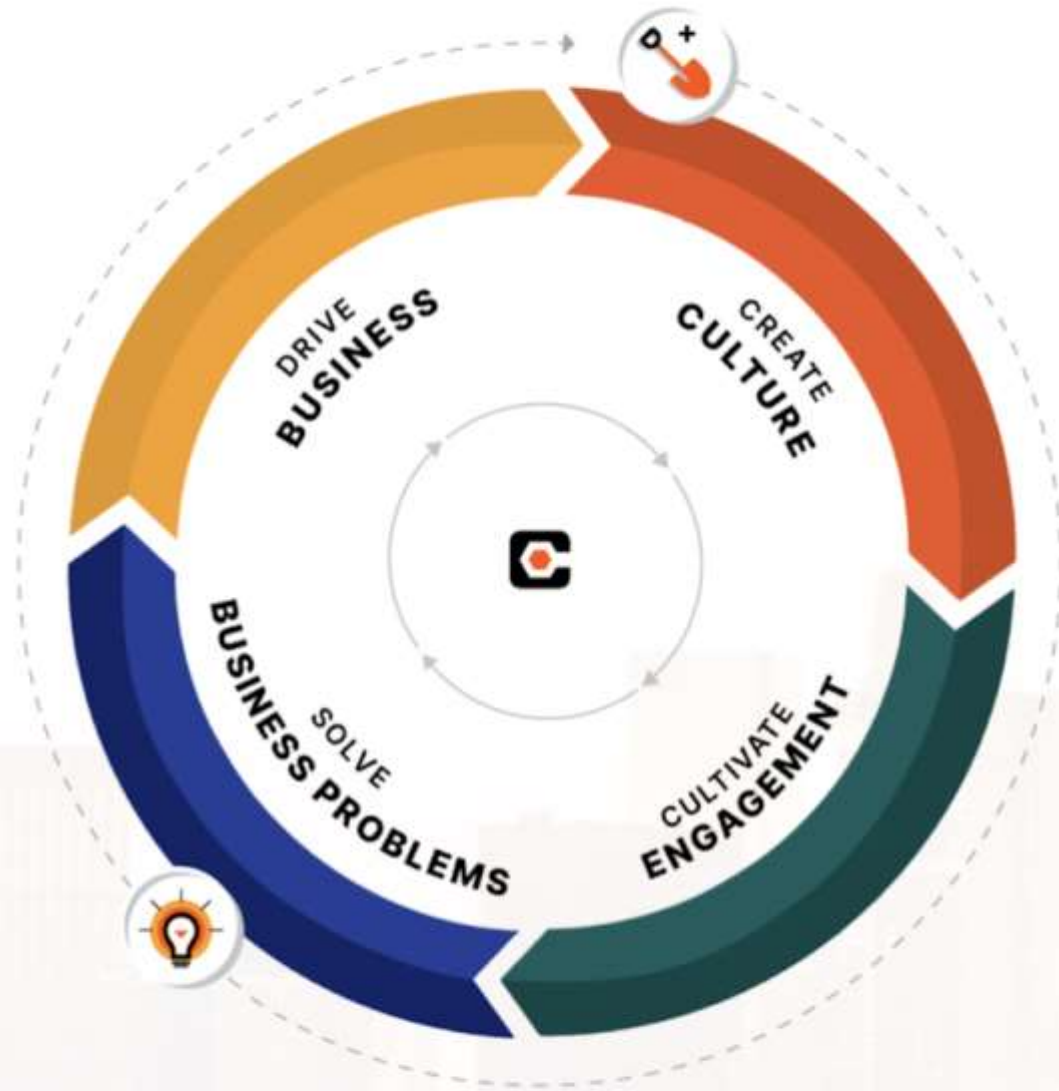 DRIVE
BUSINESS
CREATE
CULTURE
SOLVE
BUSINESS PROBLEMS
CULTIVATE
ENGAGEMENT